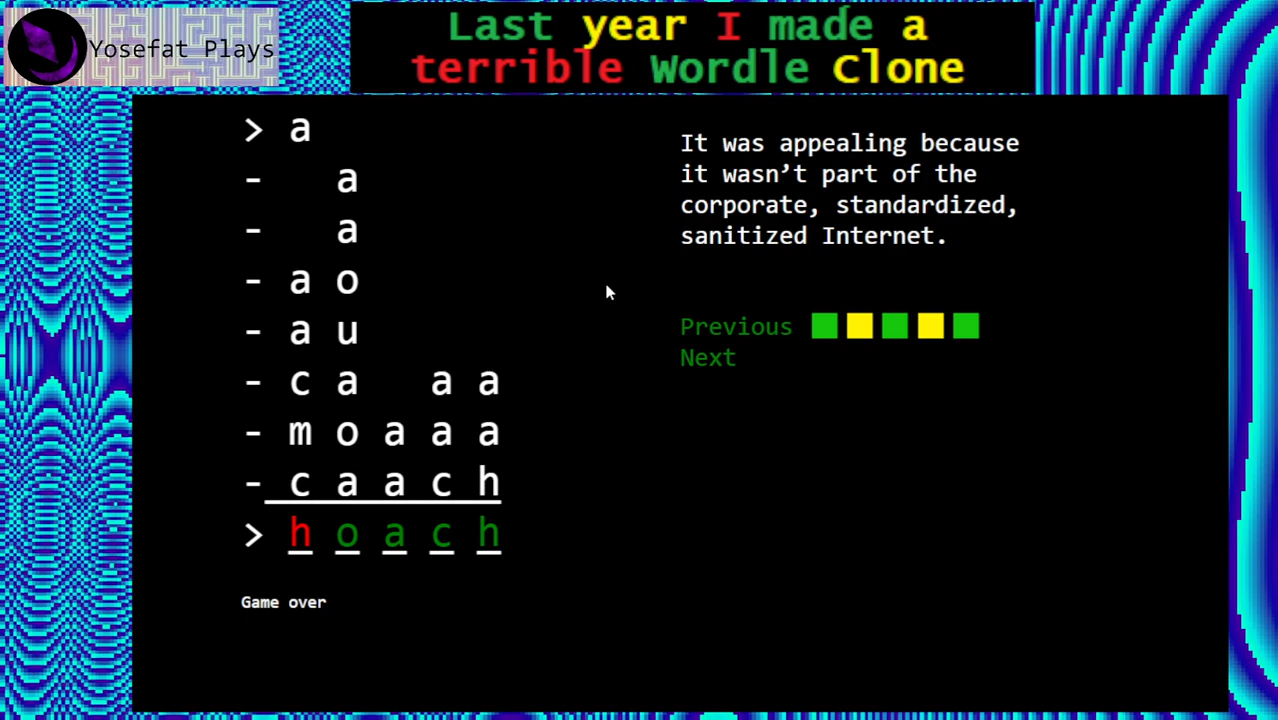 Yosefat Plays
Last year I made a
terrible Wordle Clone
> a
- a
- a
- a o
- a u
- c a a a
- m o a a a
- c a a c h
> h o a c h
Game over
It was appealing because
it wasn’t part of the
corporate, standardized,
sanitized Internet.
Previous
Next